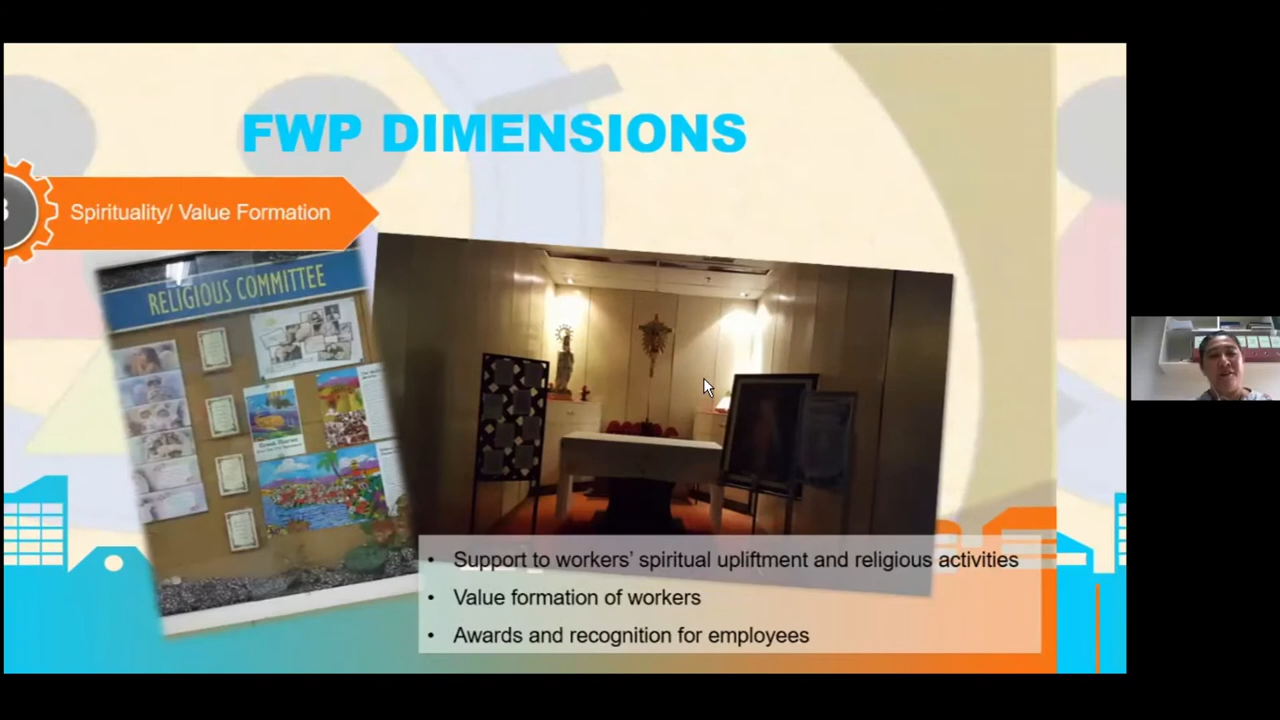 FWP DIMENSIONS
Spirituality/ Value Formation
RELIGIOUS COMMITTEE
• Support to workers’ spiritual upliftment and religious activities
• Value formation of workers
• Awards and recognition for employees